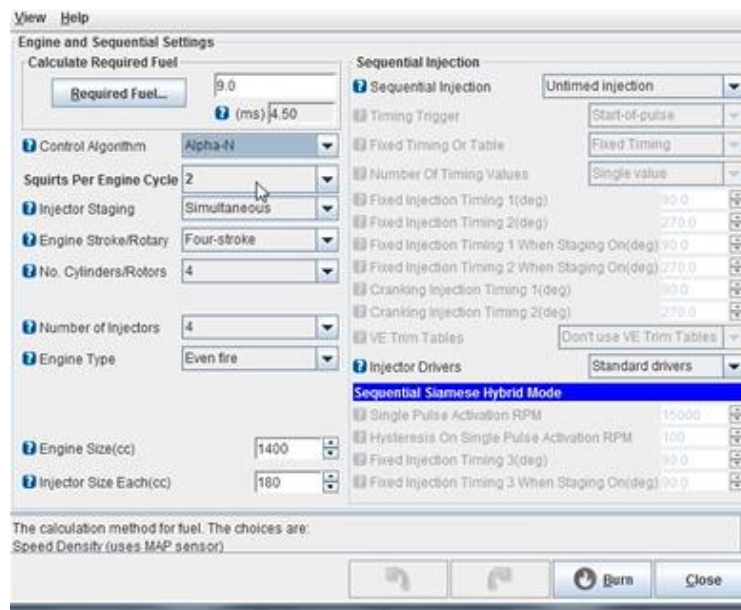 View Help
Engine and Sequential Settings
Calculate Required Fuel
Required Fuel...
9.0
(ms) 4.50
Control Algorithm Alpha-N
Squirts Per Engine Cycle 2
Injector Staging Simultaneous
Engine Stroke/Rotary Four-stroke
No. Cylinders/Rotors 4
Number of Injectors 4
Engine Type Even fire
Engine Size(cc) 1400
Injector Size Each(cc) 180
Sequential Injection
Sequential Injection Untimed injection
Timing Trigger Start-of-pulse
Fixed Timing Or Table Fixed Timing
Number Of Timing Values Single value
Fixed Injection Timing 1(deg) 90.0
Fixed Injection Timing 2(deg) 270.0
Fixed Injection Timing 1 When Staging On(deg) 90.0
Fixed Injection Timing 2 When Staging On(deg) 270.0
Cranking Injection Timing 1(deg) 90.0
Cranking Injection Timing 2(deg) 270.0
VE Trim Tables Don't use VE Trim Tables
Injector Drivers Standard drivers
Sequential Siamese Hybrid Mode
Single Pulse Activation RPM 15000
Hysteresis On Single Pulse Activation RPM 100
Fixed Injection Timing 3(deg) 90.0
Fixed Injection Timing 3 When Staging On(deg) 90.0
The calculation method for fuel. The choices are:
Speed Density (uses MAP sensor)
Burn Close